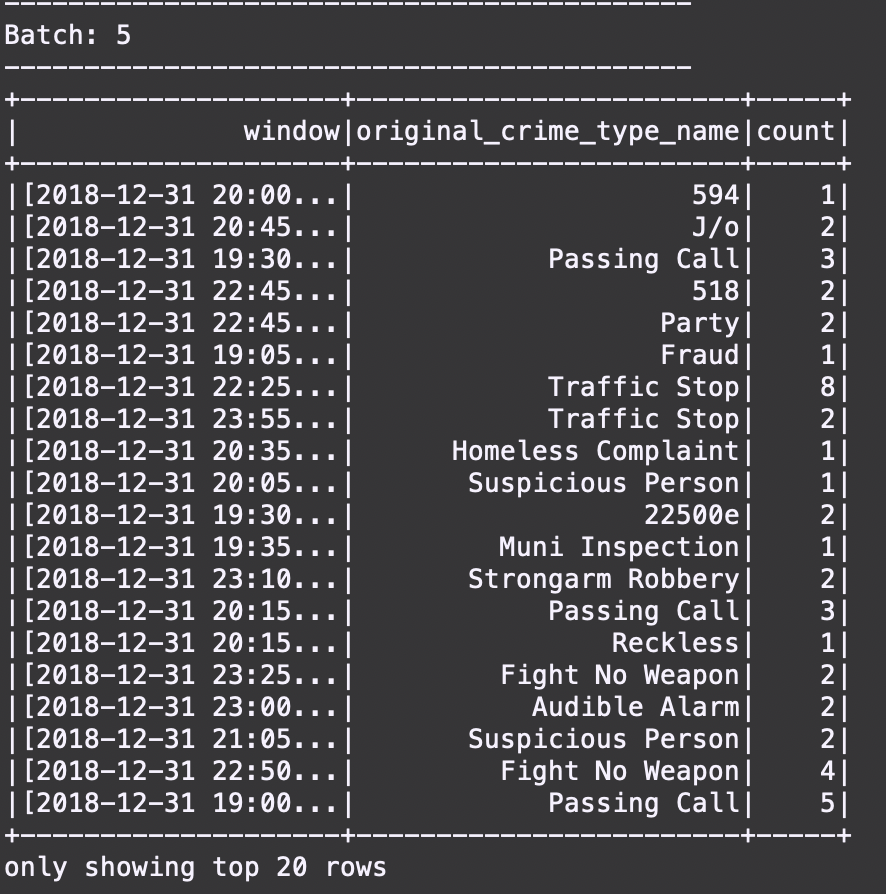 -------------------------------------------
Batch: 5
-------------------------------------------
+--------------------+------------------------+-----+
|              window|original_crime_type_name|count|
+--------------------+------------------------+-----+
|[2018-12-31 20:00...|                     594|    1|
|[2018-12-31 20:45...|                     J/o|    2|
|[2018-12-31 19:30...|            Passing Call|    3|
|[2018-12-31 22:45...|                     518|    2|
|[2018-12-31 22:45...|                   Party|    2|
|[2018-12-31 19:05...|                   Fraud|    1|
|[2018-12-31 22:25...|            Traffic Stop|    8|
|[2018-12-31 23:55...|            Traffic Stop|    2|
|[2018-12-31 20:35...|      Homeless Complaint|    1|
|[2018-12-31 20:05...|       Suspicious Person|    1|
|[2018-12-31 19:30...|                  22500e|    2|
|[2018-12-31 19:35...|         Muni Inspection|    1|
|[2018-12-31 23:10...|       Strongarm Robbery|    2|
|[2018-12-31 20:15...|            Passing Call|    3|
|[2018-12-31 20:15...|                Reckless|    1|
|[2018-12-31 23:25...|         Fight No Weapon|    2|
|[2018-12-31 23:00...|           Audible Alarm|    2|
|[2018-12-31 21:05...|       Suspicious Person|    2|
|[2018-12-31 22:50...|         Fight No Weapon|    4|
|[2018-12-31 19:00...|            Passing Call|    5|
+--------------------+------------------------+-----+
only showing top 20 rows